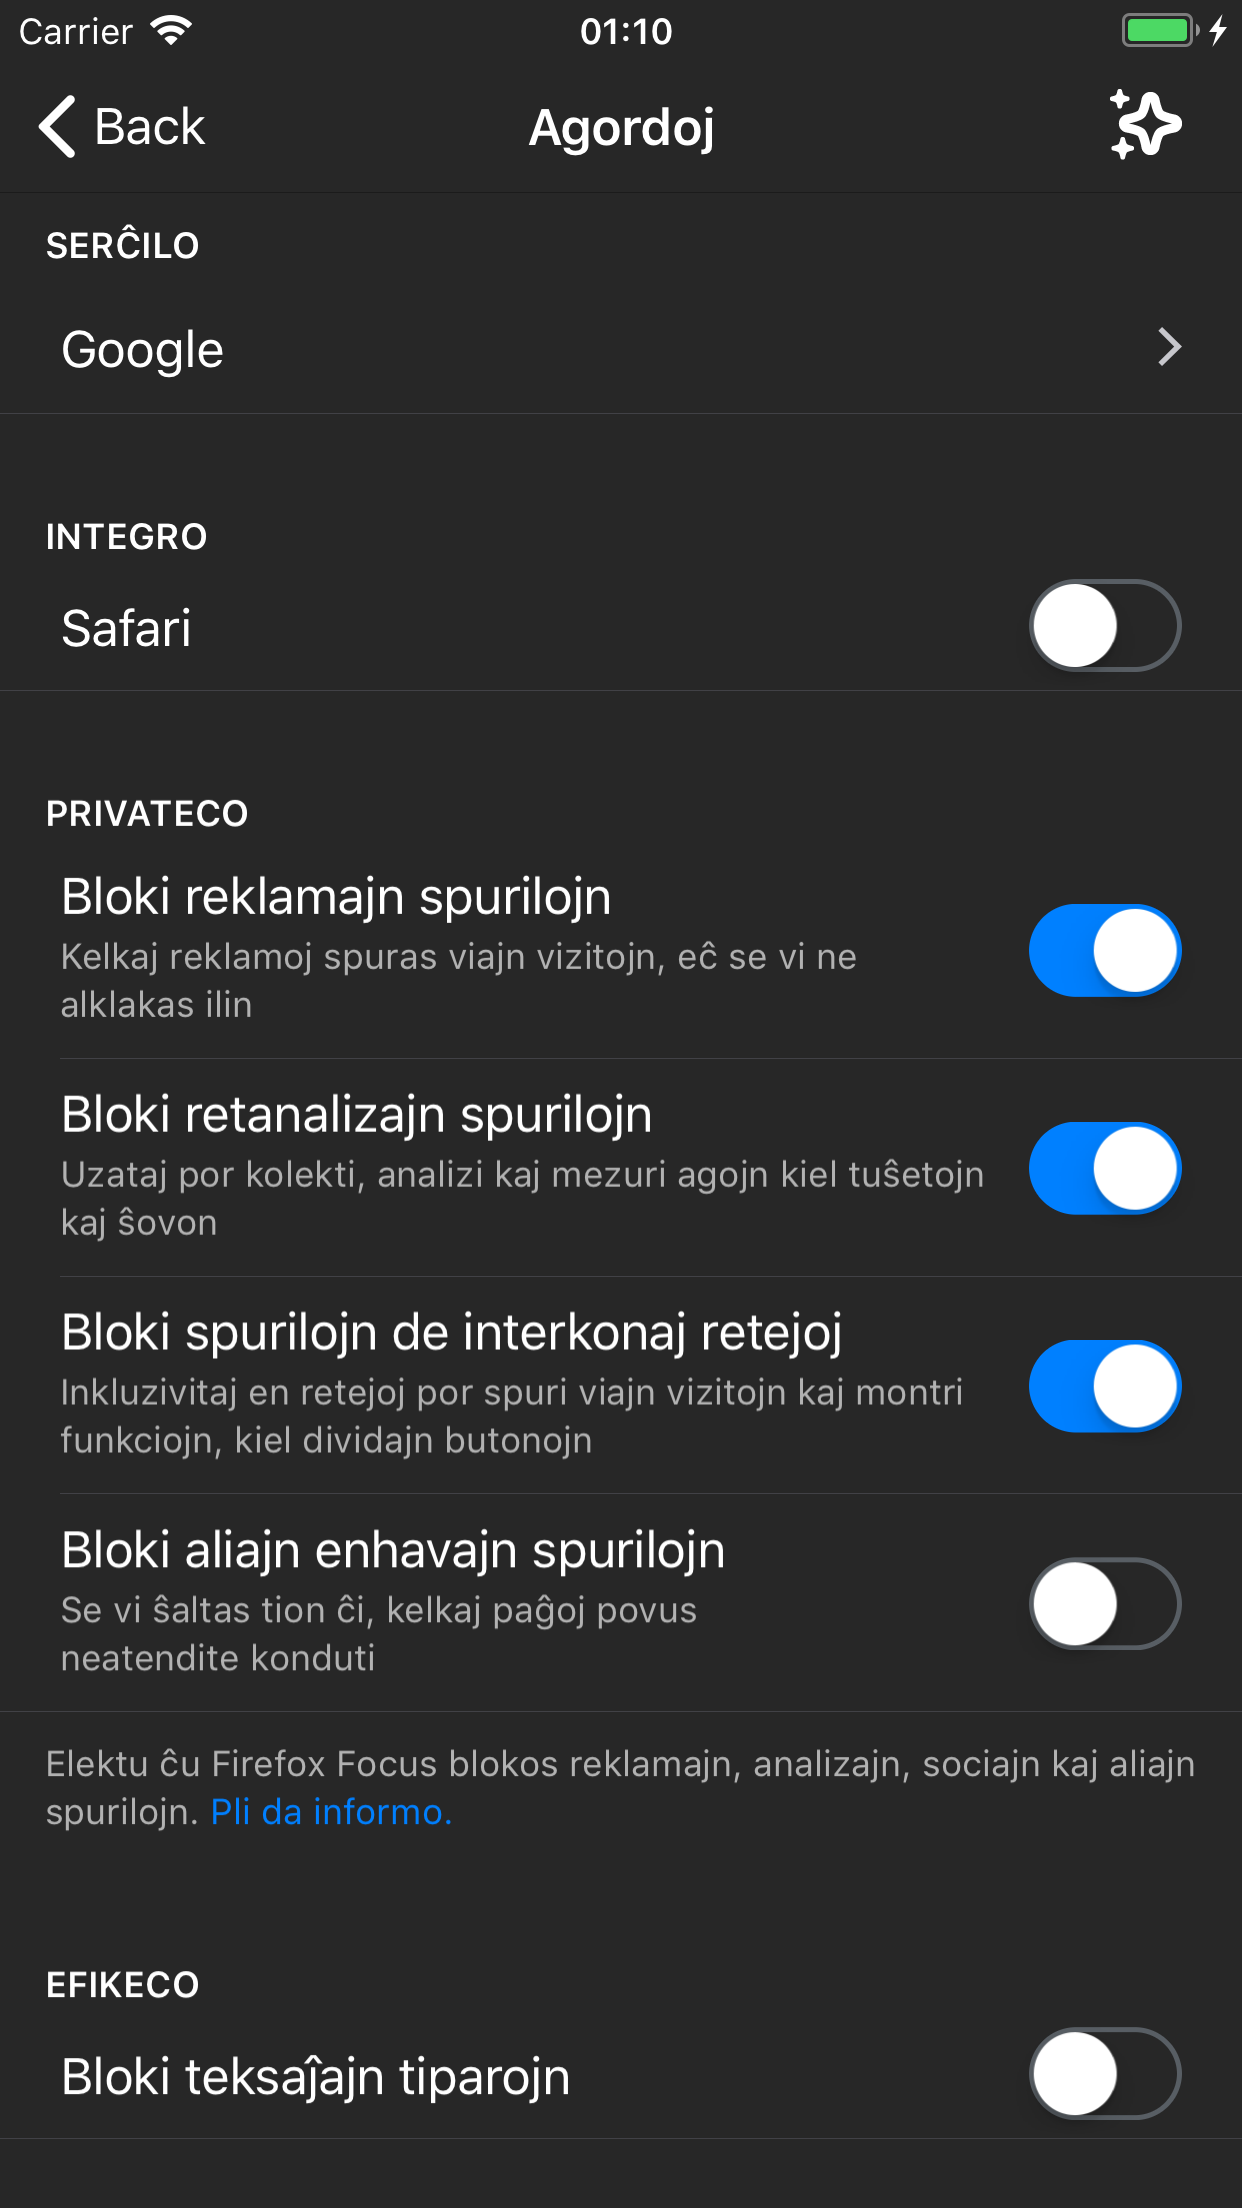 Carrier 01:10
Back Agordoj
SERĈILO
Google
INTEGRO
Safari
PRIVATECO
Bloki reklamajn spurilojn
Kelkaj reklamoj spuras viajn vizitojn, eĉ se vi ne
alklakas ilin
Bloki retanalizajn spurilojn
Uzataj por kolekti, analizi kaj mezuri agojn kiel tuŝetojn
kaj ŝovon
Bloki spurilojn de interkonaj retejoj
Inkluzivitaj en retejoj por spuri viajn vizitojn kaj montri
funkciojn, kiel dividajn butonojn
Bloki aliajn enhavajn spurilojn
Se vi ŝaltas tion ĉi, kelkaj paĝoj povus
neatendite konduti
Elektu ĉu Firefox Focus blokos reklamajn, analizajn, sociajn kaj aliajn
spurilojn. Pli da informo.
EFIKECO
Bloki teksaĵajn tiparojn